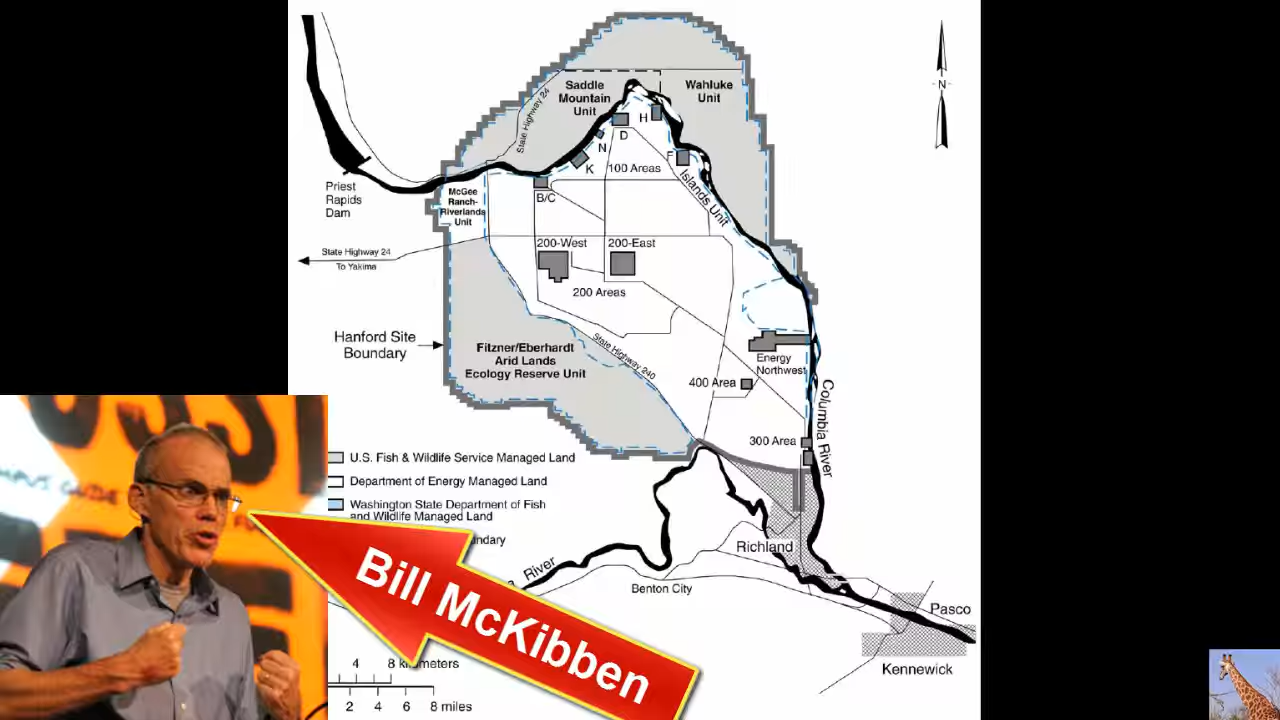 Saddle
Mountain
Unit
Wahluke
Unit
N
State Highway 24
H
D
N
F
K
100 Areas
Islands Unit
Priest
Rapids
Dam
McGee
Ranch-
Riverlands
Unit
B/C
State Highway 24
To Yakima
200-West
200-East
200 Areas
Hanford Site
Boundary
Fitzner/Eberhardt
Arid Lands
Ecology Reserve Unit
State Highway 240
Energy
Northwest
400 Area
Columbia River
300 Area
U.S. Fish & Wildlife Service Managed Land
Department of Energy Managed Land
Washington State Department of Fish
and Wildlife Managed Land
River
Richland
Benton City
Pasco
Kennewick
Bill McKibben
4 8 kilometers
2 4 6 8 miles